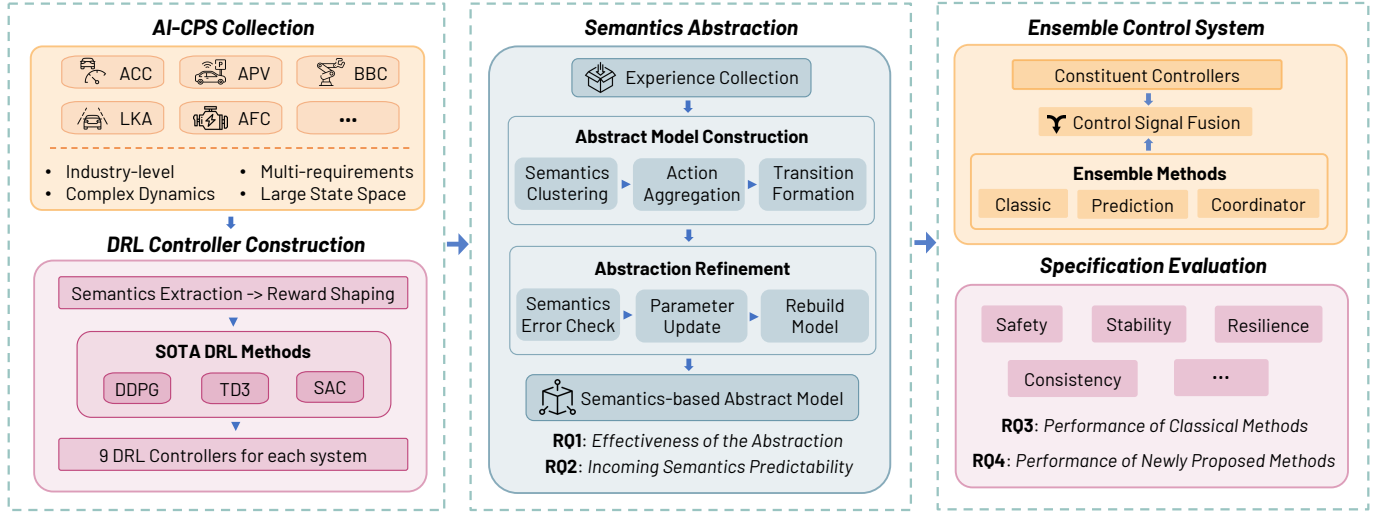 AI-CPS Collection
ACC
APV
BBC
LKA
AFC
...
• Industry-level
• Complex Dynamics
• Multi-requirements
• Large State Space
DRL Controller Construction
Semantics Extraction -> Reward Shaping
SOTA DRL Methods
DDPG
TD3
SAC
9 DRL Controllers for each system
Semantics Abstraction
Experience Collection
Abstract Model Construction
Semantics
Clustering
Action
Aggregation
Transition
Formation
Abstraction Refinement
Semantics
Error Check
Parameter
Update
Rebuild
Model
Semantics-based Abstract Model
RQ1: Effectiveness of the Abstraction
RQ2: Incoming Semantics Predictability
Ensemble Control System
Constituent Controllers
Control Signal Fusion
Ensemble Methods
Classic
Prediction
Coordinator
Specification Evaluation
Safety
Stability
Resilience
Consistency
...
RQ3: Performance of Classical Methods
RQ4: Performance of Newly Proposed Methods